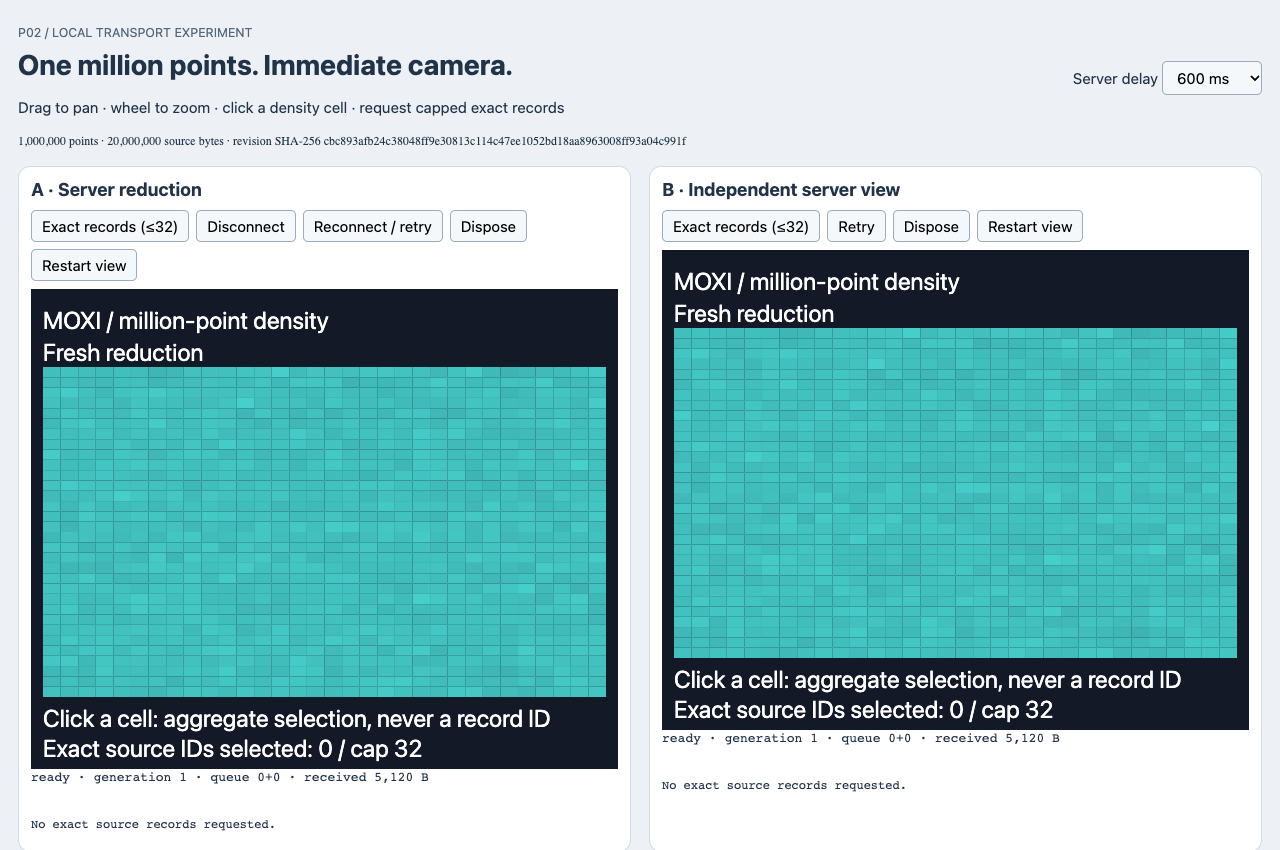 P02 / LOCAL TRANSPORT EXPERIMENT
One million points. Immediate camera.
Server delay 600 ms
Drag to pan · wheel to zoom · click a density cell · request capped exact records
1,000,000 points · 20,000,000 source bytes · revision SHA-256 cbc893afb24c38048ff9e30813c114c47ee1052bd18aa8963008ff93a04c991f
A · Server reduction
Exact records (≤32) Disconnect Reconnect / retry Dispose
Restart view
MOXI / million-point density
Fresh reduction
Click a cell: aggregate selection, never a record ID
Exact source IDs selected: 0 / cap 32
ready · generation 1 · queue 0+0 · received 5,120 B
No exact source records requested.
B · Independent server view
Exact records (≤32) Retry Dispose Restart view
MOXI / million-point density
Fresh reduction
Click a cell: aggregate selection, never a record ID
Exact source IDs selected: 0 / cap 32
ready · generation 1 · queue 0+0 · received 5,120 B
No exact source records requested.